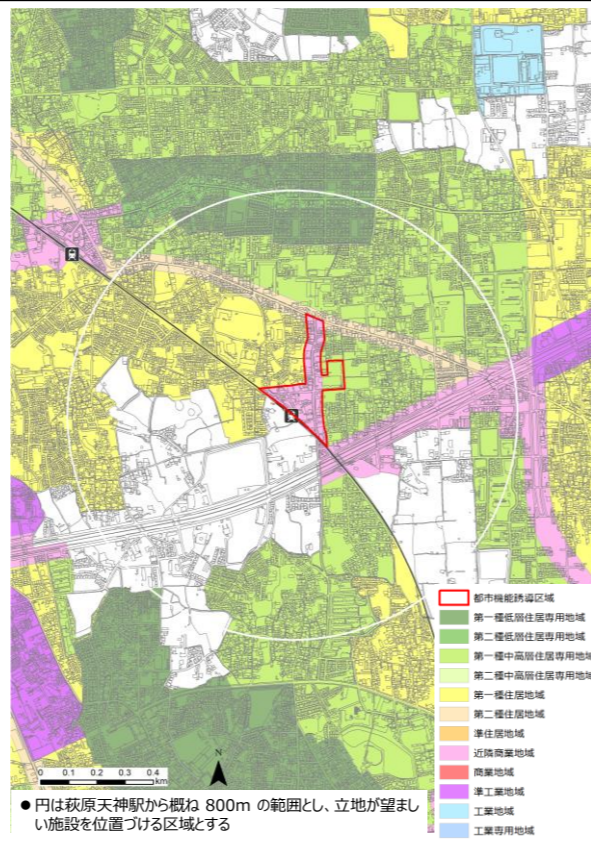 都市機能誘導区域
第一種低層住居専用地域
第二種低層住居専用地域
第一種中高層住居専用地域
第二種中高層住居専用地域
第一種住居地域
第二種住居地域
準住居地域
近隣商業地域
商業地域
準工業地域
工業地域
工業専用地域
N
0 0.1 0.2 0.3 0.4
km
● 円は萩原天神駅から概ね 800m の範囲とし、立地が望まし
い施設を位置づける区域とする